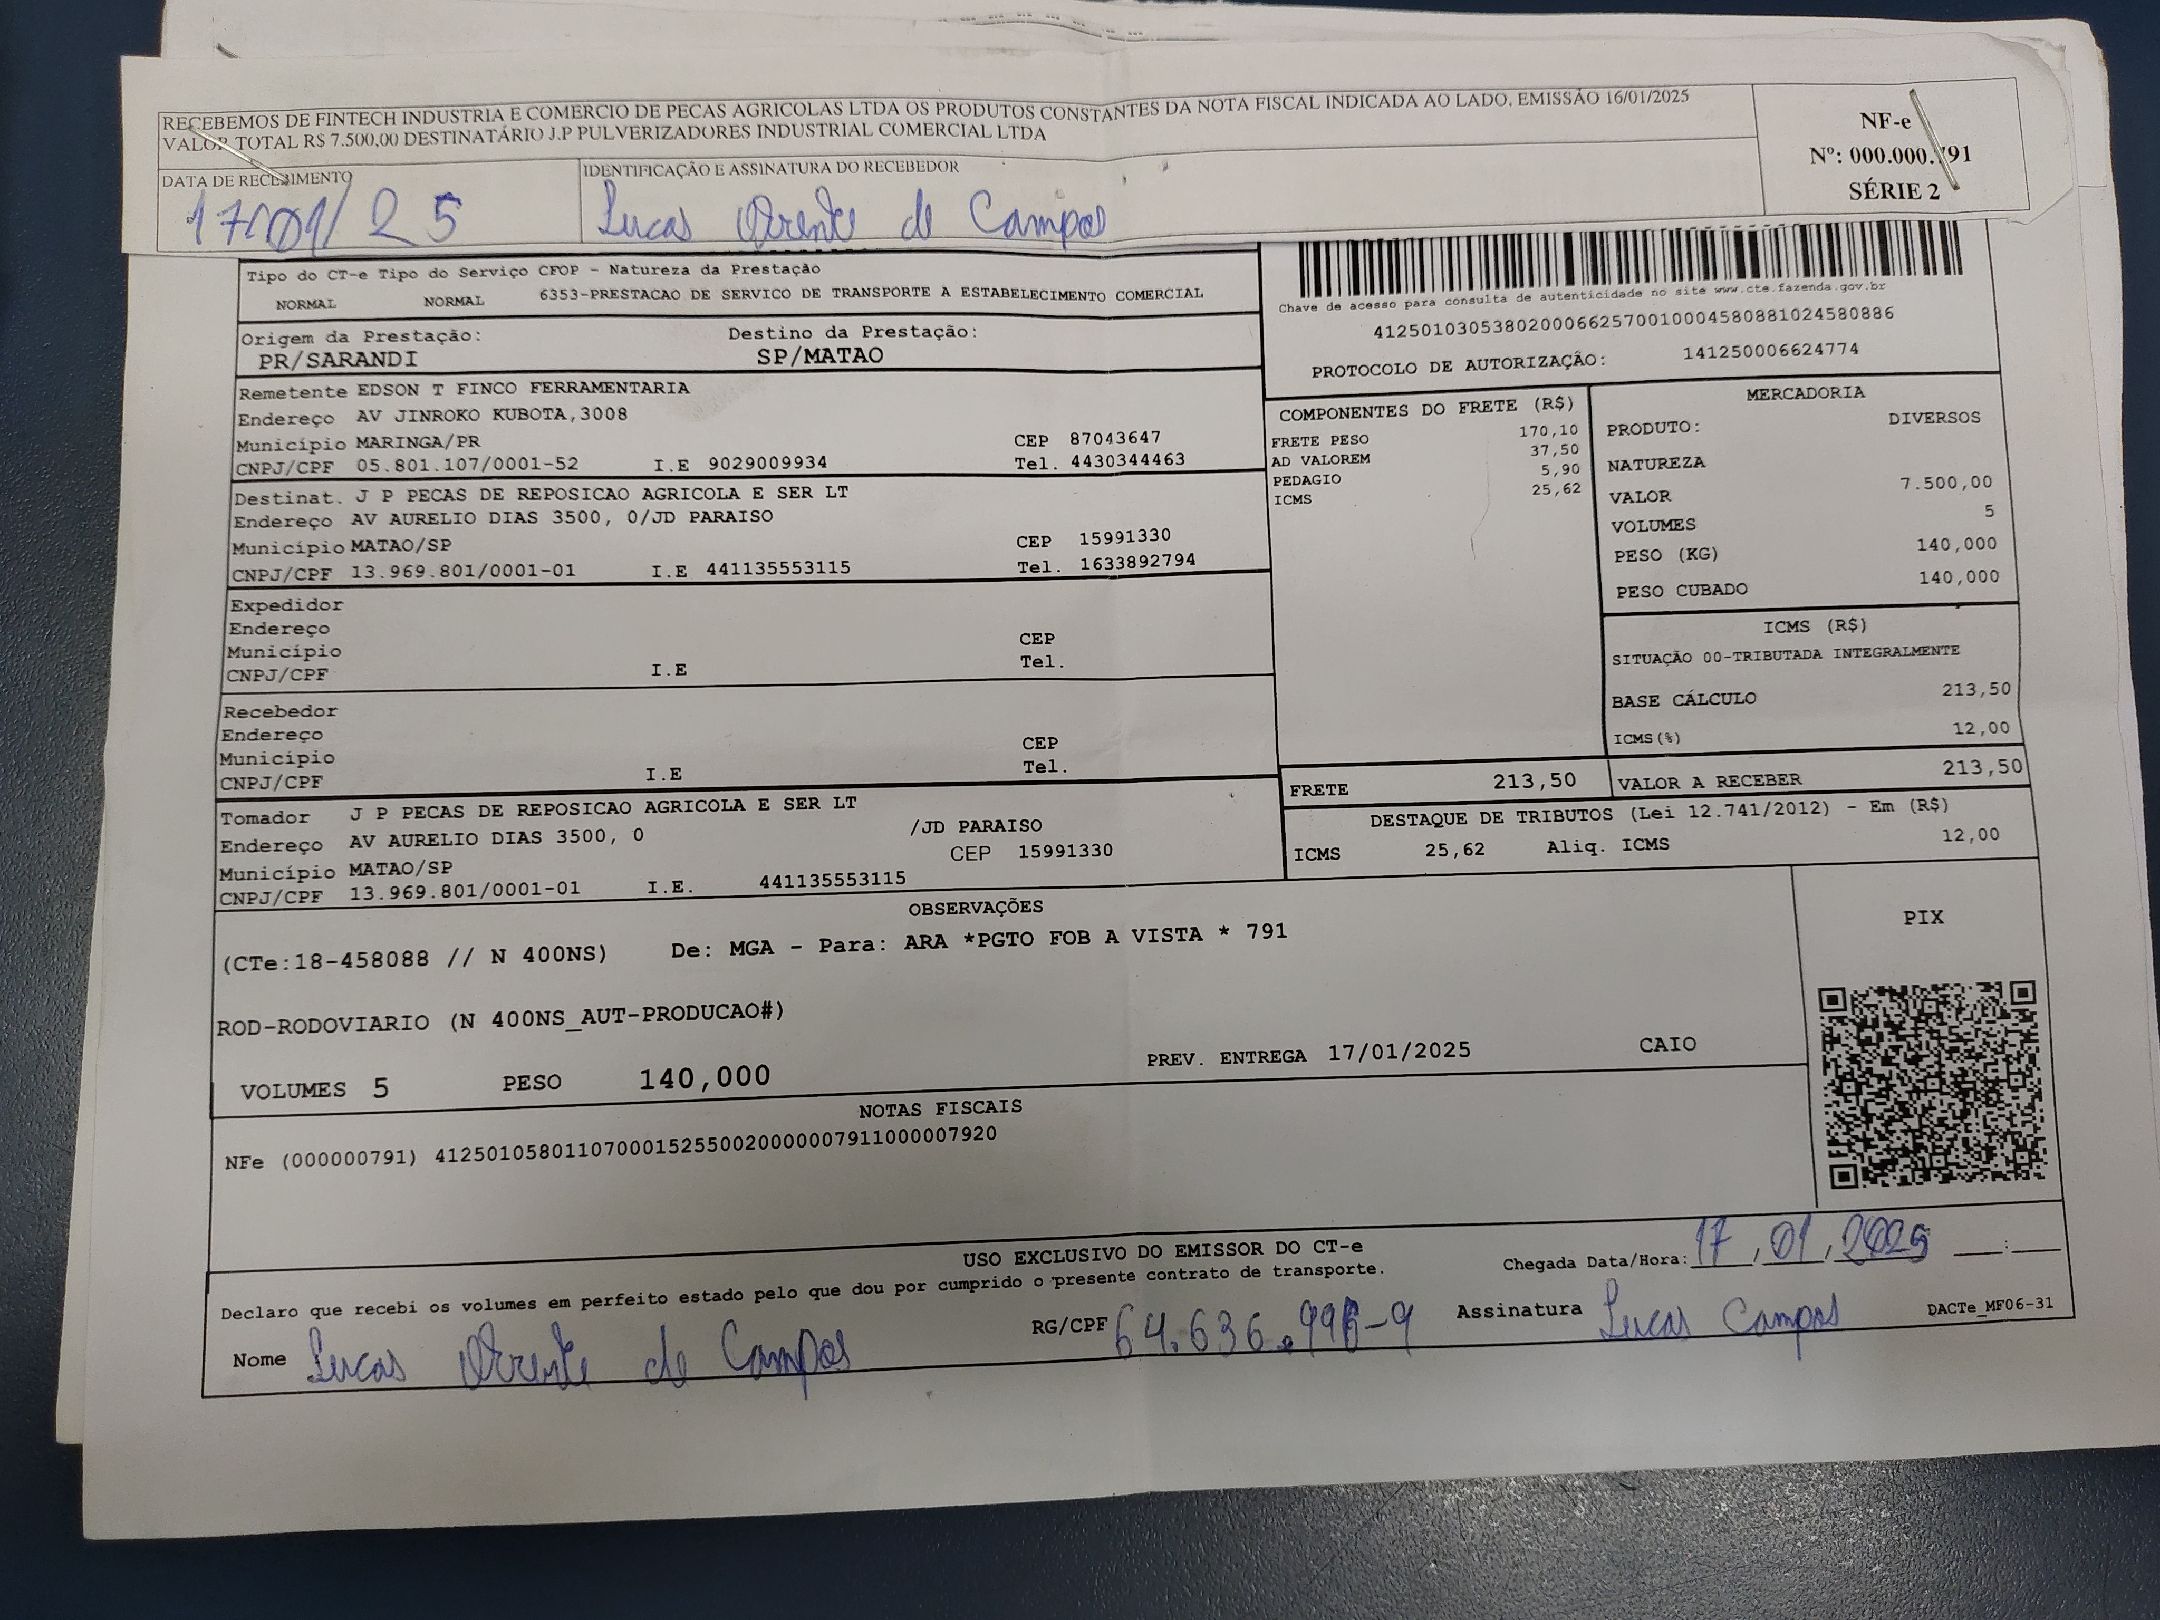 RECEBEMOS DE FINTECH INDUSTRIA E COMERCIO DE PECAS AGRICOLAS LTDA OS PRODUTOS CONSTANTES DA NOTA FISCAL INDICADA AO LADO, EMISSÃO 16/01/2025
VALOR TOTAL R$ 7.500,00 DESTINATÁRIO J.P PULVERIZADORES INDUSTRIAL COMERCIAL LTDA
NF-e
Nº: 000.000.791
SÉRIE 2
DATA DE RECEBIMENTO
17/01/25
IDENTIFICAÇÃO E ASSINATURA DO RECEBEDOR
Lucas de Campos
Tipo do CT-e Tipo do Serviço CFOP - Natureza da Prestação
NORMAL NORMAL 6353-PRESTACAO DE SERVICO DE TRANSPORTE A ESTABELECIMENTO COMERCIAL
Origem da Prestação: Destino da Prestação:
PR/SARANDI SP/MATAO
Chave de acesso para consulta de autenticidade no site www.cte.fazenda.gov.br
41250103053802000662570010004580881024580886
PROTOCOLO DE AUTORIZAÇÃO: 141250006624774
Remetente EDSON T FINCO FERRAMENTARIA
Endereço AV JINROKO KUBOTA,3008
Município MARINGA/PR CEP 87043647
CNPJ/CPF 05.801.107/0001-52 I.E 9029009934 Tel. 4430344463
Destinat. J P PECAS DE REPOSICAO AGRICOLA E SER LT
Endereço AV AURELIO DIAS 3500, 0/JD PARAISO
Município MATAO/SP CEP 15991330
CNPJ/CPF 13.969.801/0001-01 I.E 441135553115 Tel. 1633892794
Expedidor
Endereço
Município CEP
CNPJ/CPF I.E Tel.
Recebedor
Endereço
Município CEP
CNPJ/CPF I.E Tel.
Tomador J P PECAS DE REPOSICAO AGRICOLA E SER LT
Endereço AV AURELIO DIAS 3500, 0 /JD PARAISO
Município MATAO/SP CEP 15991330
CNPJ/CPF 13.969.801/0001-01 I.E. 441135553115
COMPONENTES DO FRETE (R$)
FRETE PESO 170,10
AD VALOREM 37,50
PEDAGIO 5,90
ICMS 25,62
MERCADORIA
PRODUTO: DIVERSOS
NATUREZA
VALOR 7.500,00
VOLUMES 5
PESO (KG) 140,000
PESO CUBADO 140,000
ICMS (R$)
SITUAÇÃO 00-TRIBUTADA INTEGRALMENTE
BASE CÁLCULO 213,50
ICMS(%) 12,00
FRETE 213,50 VALOR A RECEBER 213,50
DESTAQUE DE TRIBUTOS (Lei 12.741/2012) - Em (R$)
ICMS 25,62 Aliq. ICMS 12,00
OBSERVAÇÕES
(CTe:18-458088 // N 400NS) De: MGA - Para: ARA *PGTO FOB A VISTA * 791
ROD-RODOVIARIO (N 400NS_AUT-PRODUCAO#)
VOLUMES 5 PESO 140,000 PREV. ENTREGA 17/01/2025 CAIO
PIX
NOTAS FISCAIS
NFe (000000791) 41250105801107000152550020000007911000007920
USO EXCLUSIVO DO EMISSOR DO CT-e
Declaro que recebi os volumes em perfeito estado pelo que dou por cumprido o presente contrato de transporte.
Chegada Data/Hora: 17,01,2025 __:__
Nome Lucas de Campos RG/CPF 64.636. Assinatura Lucas Campos
DACTe_MF06-31